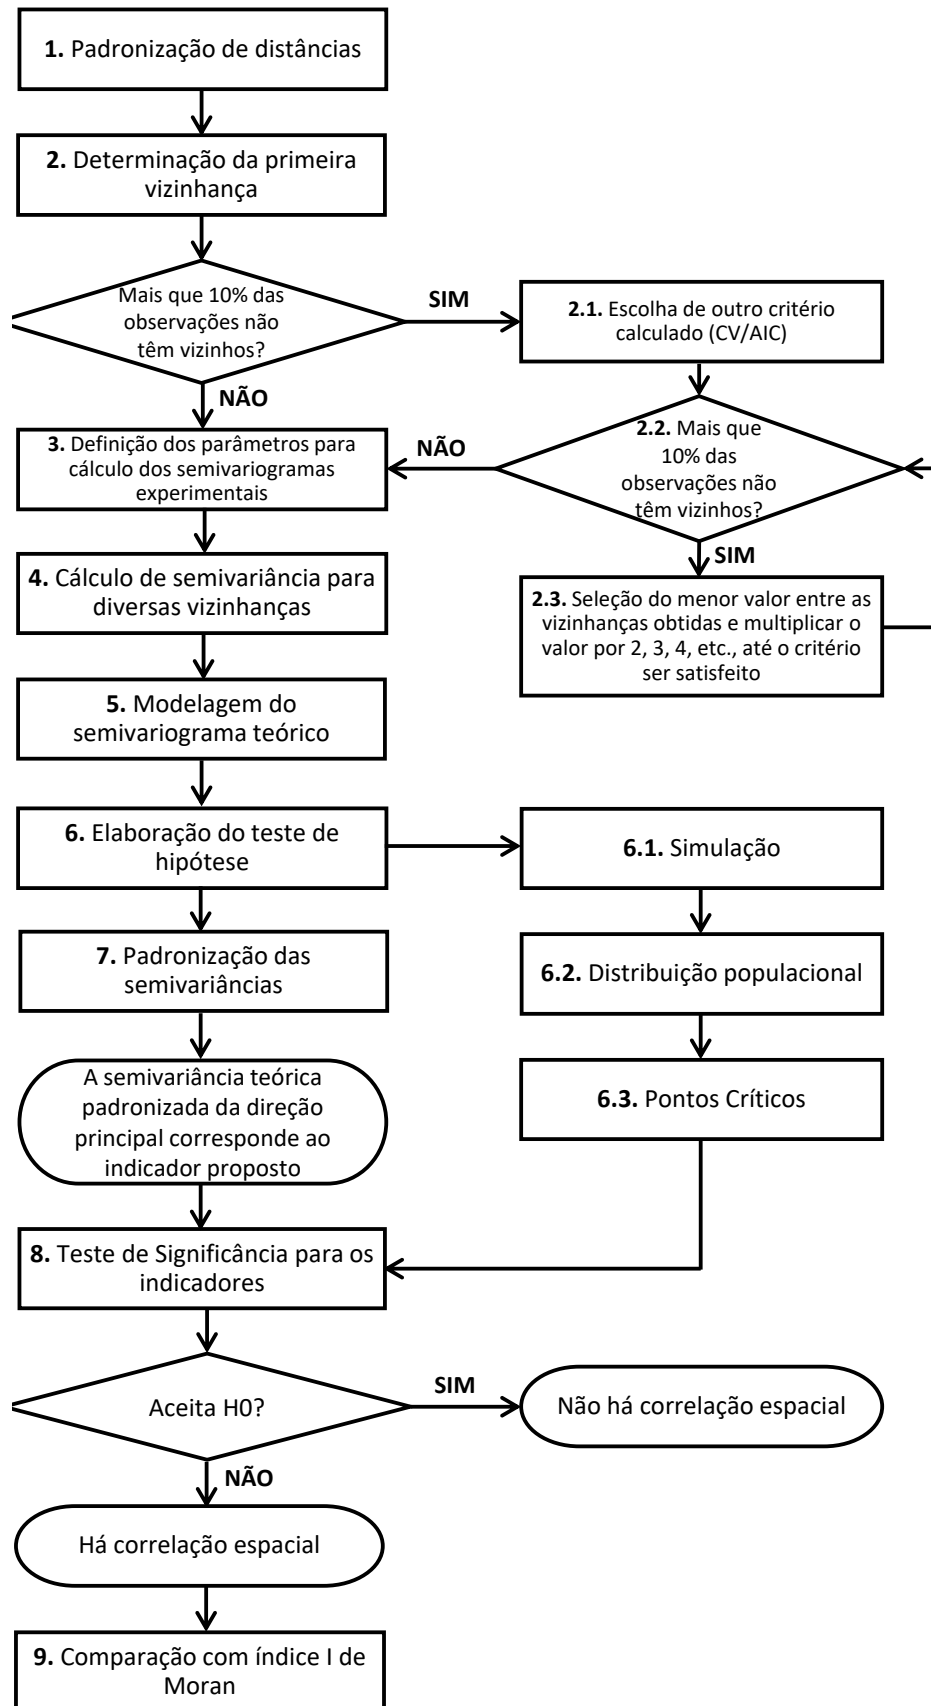 1. Padronização de distâncias
2. Determinação da primeira
vizinhança
Mais que 10% das
observações não
têm vizinhos?
SIM
2.1. Escolha de outro critério
calculado (CV/AIC)
NÃO
3. Definição dos parâmetros para
cálculo dos semivariogramas
experimentais
NÃO
2.2. Mais que
10% das
observações não
têm vizinhos?
SIM
2.3. Seleção do menor valor entre as
vizinhanças obtidas e multiplicar o
valor por 2, 3, 4, etc., até o critério
ser satisfeito
4. Cálculo de semivariância para
diversas vizinhanças
5. Modelagem do
semivariograma teórico
6. Elaboração do teste de
hipótese
6.1. Simulação
7. Padronização das
semivariâncias
6.2. Distribuição populacional
A semivariância teórica
padronizada da direção
principal corresponde ao
indicador proposto
6.3. Pontos Críticos
8. Teste de Significância para os
indicadores
Aceita H0?
SIM
Não há correlação espacial
NÃO
Há correlação espacial
9. Comparação com índice I de
Moran